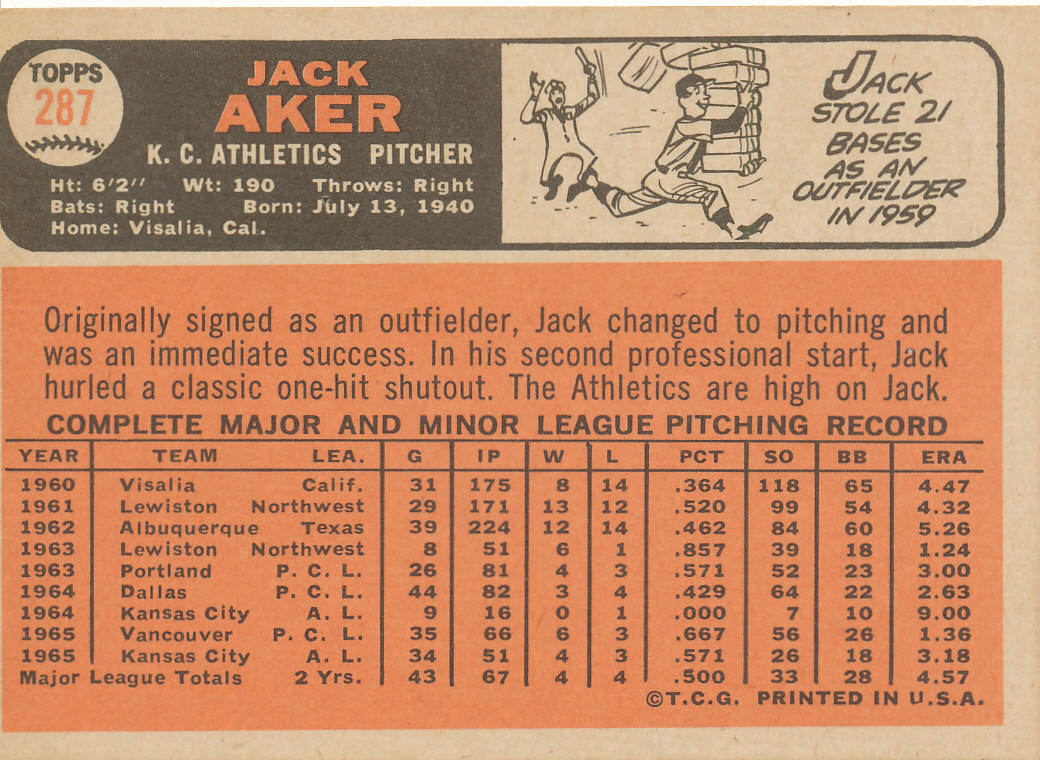 TOPPS
287
JACK
AKER
K. C. ATHLETICS PITCHER
Ht: 6'2" Wt: 190 Throws: Right
Bats: Right Born: July 13, 1940
Home: Visalia, Cal.
JACK
STOLE 21
BASES
AS AN
OUTFIELDER
IN 1959
Originally signed as an outfielder, Jack changed to pitching and
was an immediate success. In his second professional start, Jack
hurled a classic one-hit shutout. The Athletics are high on Jack.
COMPLETE MAJOR AND MINOR LEAGUE PITCHING RECORD
YEAR TEAM LEA. G IP W L PCT SO BB ERA
1960 Visalia Calif. 31 175 8 14 .364 118 65 4.47
1961 Lewiston Northwest 29 171 13 12 .520 99 54 4.32
1962 Albuquerque Texas 39 224 12 14 .462 84 60 5.26
1963 Lewiston Northwest 8 51 6 1 .857 39 18 1.24
1963 Portland P. C. L. 26 81 4 3 .571 52 23 3.00
1964 Dallas P. C. L. 44 82 3 4 .429 64 22 2.63
1964 Kansas City A. L. 9 16 0 1 .000 7 10 9.00
1965 Vancouver P. C. L. 35 66 6 3 .667 56 26 1.36
1965 Kansas City A. L. 34 51 4 3 .571 26 18 3.18
Major League Totals 2 Yrs. 43 67 4 4 .500 33 28 4.57
©T.C.G. PRINTED IN U.S.A.